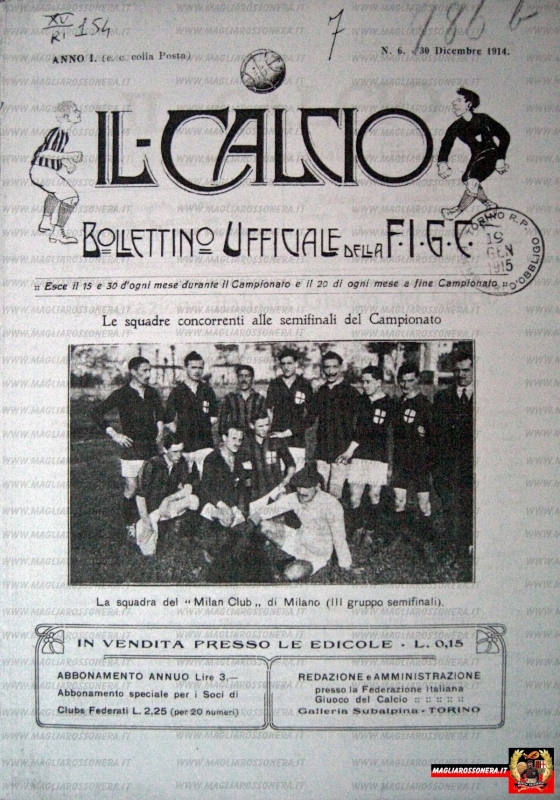 XV
RI 154
7
986 b
ANNO I. (c. c. colla Posta)
N. 6. - 30 Dicembre 1914.
IL-CALCIO
BOLLETTINO UFFICIALE DELLA F.I.G.C.
TORINO R.P.
19
GEN
1915
D'OBBLIGO
:: Esce il 15 e 30 d'ogni mese durante il Campionato e il 20 di ogni mese a fine Campionato
Le squadre concorrenti alle semifinali del Campionato
La squadra del “ Milan Club „ di Milano (III gruppo semifinali).
IN VENDITA PRESSO LE EDICOLE - L. 0,15
ABBONAMENTO ANNUO Lire 3,—
Abbonamento speciale per i Soci di
Clubs Federati L. 2,25 (per 20 numeri)
REDAZIONE e AMMINISTRAZIONE
presso la Federazione Italiana
Giuoco del Calcio :: :: :: :: ::
Galleria Subalpina - TORINO
WWW.MAGLIAROSSONERA.IT
MAGLIAROSSONERA.IT